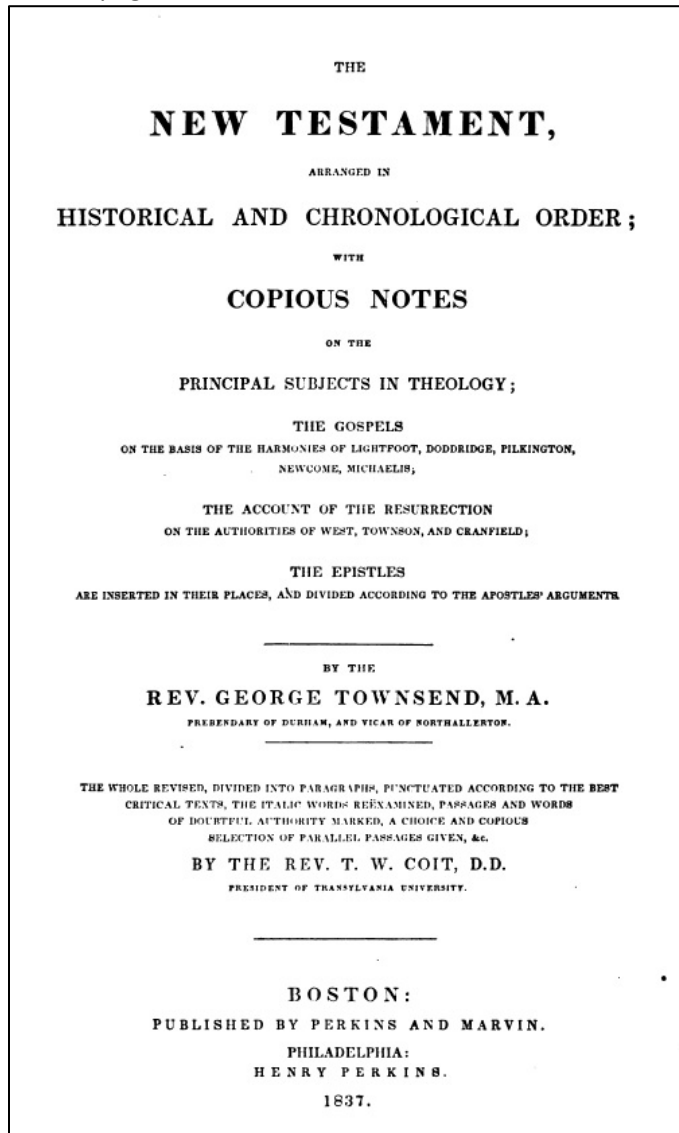 THE
NEW TESTAMENT,
ARRANGED IN
HISTORICAL AND CHRONOLOGICAL ORDER;
WITH
COPIOUS NOTES
ON THE
PRINCIPAL SUBJECTS IN THEOLOGY;
THE GOSPELS
ON THE BASIS OF THE HARMONIES OF LIGHTFOOT, DODDRIDGE, PILKINGTON,
NEWCOME, MICHAELIS;
THE ACCOUNT OF THE RESURRECTION
ON THE AUTHORITIES OF WEST, TOWNSON, AND CRANFIELD;
THE EPISTLES
ARE INSERTED IN THEIR PLACES, AND DIVIDED ACCORDING TO THE APOSTLES' ARGUMENTS.
BY THE
REV. GEORGE TOWNSEND, M. A.
PREBENDARY OF DURHAM, AND VICAR OF NORTHALLERTON.
THE WHOLE REVISED, DIVIDED INTO PARAGRAPHS, PUNCTUATED ACCORDING TO THE BEST
CRITICAL TEXTS, THE ITALIC WORDS REËXAMINED, PASSAGES AND WORDS
OF DOUBTFUL AUTHORITY MARKED, A CHOICE AND COPIOUS
SELECTION OF PARALLEL PASSAGES GIVEN, &c.
BY THE REV. T. W. COIT, D.D.
PRESIDENT OF TRANSYLVANIA UNIVERSITY.
BOSTON:
PUBLISHED BY PERKINS AND MARVIN.
PHILADELPHIA:
HENRY PERKINS.
1837.